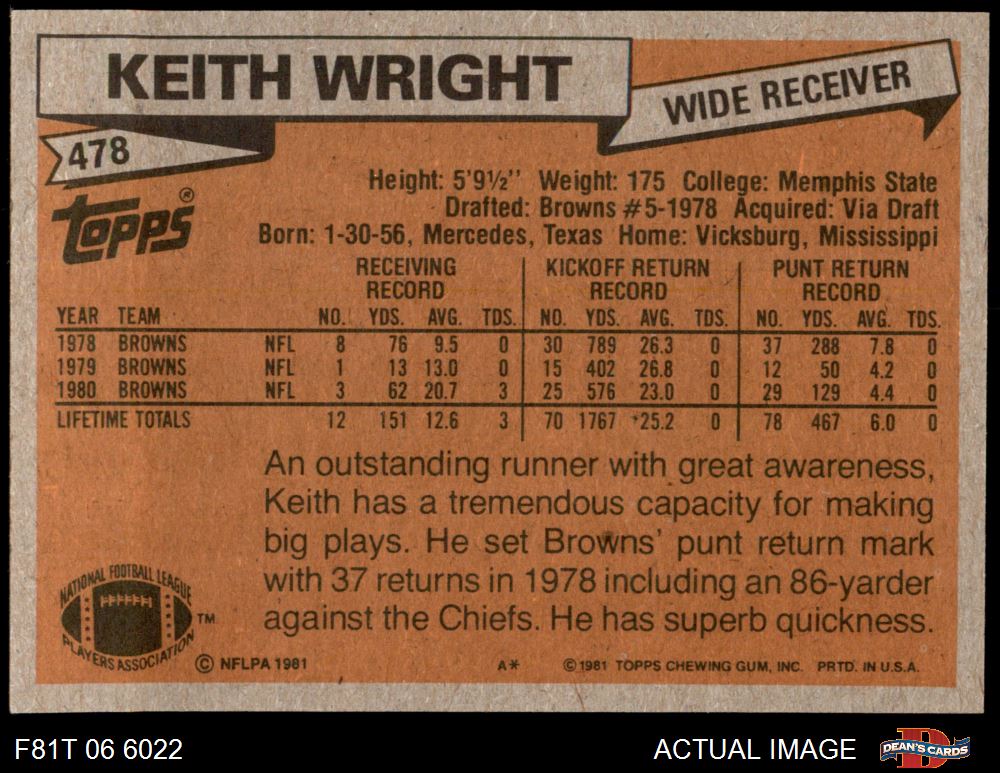 KEITH WRIGHT
WIDE RECEIVER
478
TOPPS®
Height: 5'9½'' Weight: 175 College: Memphis State
Drafted: Browns #5-1978 Acquired: Via Draft
Born: 1-30-56, Mercedes, Texas Home: Vicksburg, Mississippi
RECEIVING RECORD KICKOFF RETURN RECORD PUNT RETURN RECORD
YEAR TEAM NO. YDS. AVG. TDS. NO. YDS. AVG. TDS. NO. YDS. AVG. TDS.
1978 BROWNS NFL 8 76 9.5 0 30 789 26.3 0 37 288 7.8 0
1979 BROWNS NFL 1 13 13.0 0 15 402 26.8 0 12 50 4.2 0
1980 BROWNS NFL 3 62 20.7 3 25 576 23.0 0 29 129 4.4 0
LIFETIME TOTALS 12 151 12.6 3 70 1767 25.2 0 78 467 6.0 0
An outstanding runner with great awareness,
Keith has a tremendous capacity for making
big plays. He set Browns' punt return mark
with 37 returns in 1978 including an 86-yarder
against the Chiefs. He has superb quickness.
NATIONAL FOOTBALL LEAGUE
PLAYERS ASSOCIATION
TM
© NFLPA 1981 A* © 1981 TOPPS CHEWING GUM, INC. PRTD. IN U.S.A.
F81T 06 6022 ACTUAL IMAGE DEAN'S CARDS